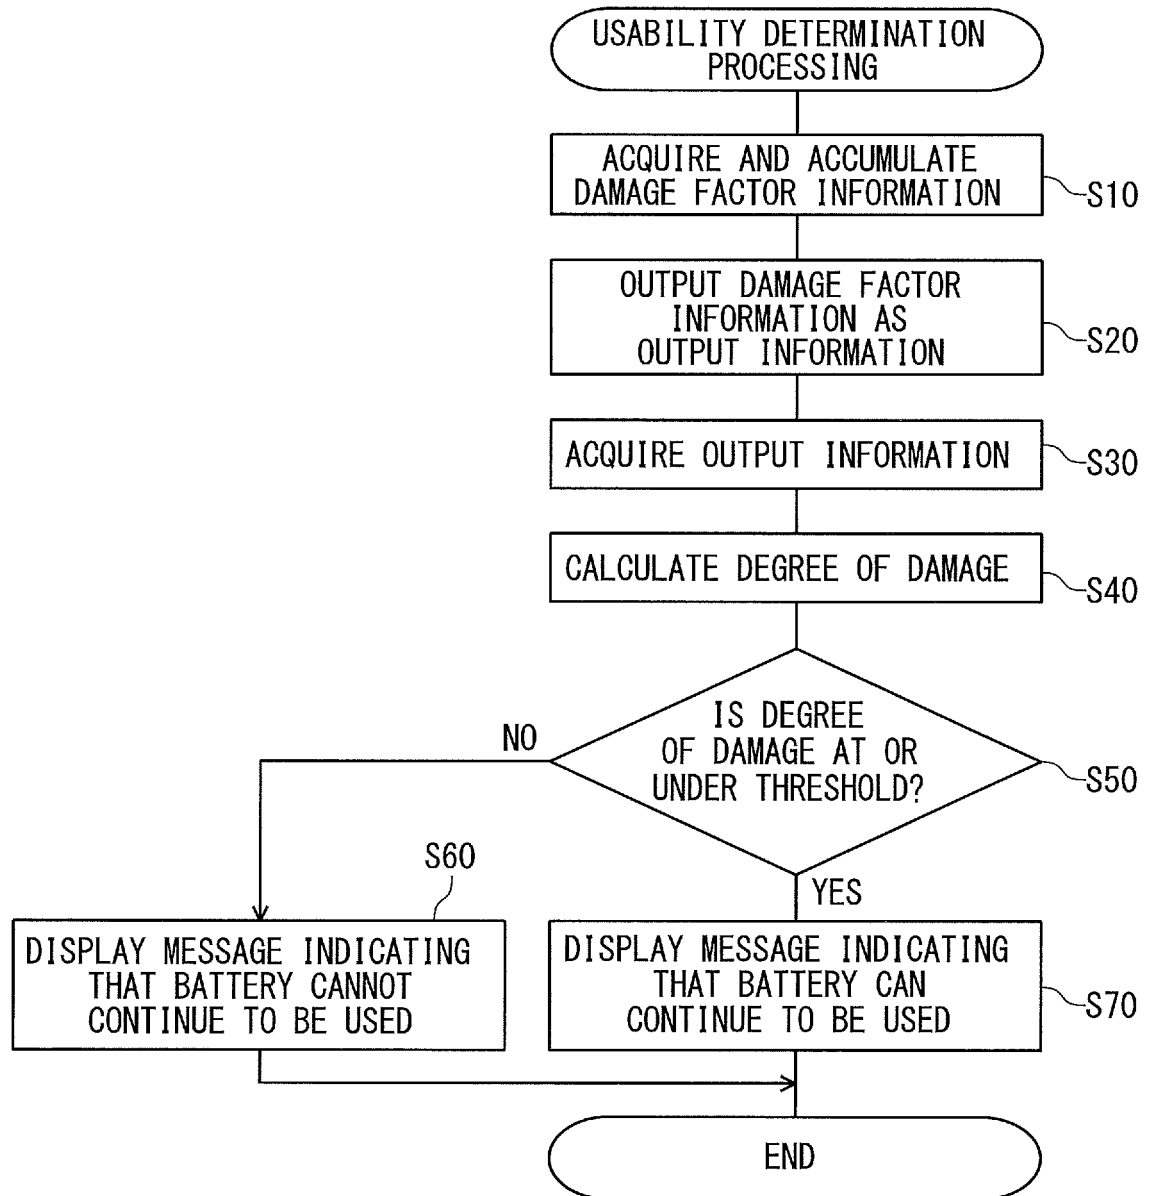 USABILITY DETERMINATION
PROCESSING
ACQUIRE AND ACCUMULATE
DAMAGE FACTOR INFORMATION
S10
OUTPUT DAMAGE FACTOR
INFORMATION AS
OUTPUT INFORMATION
S20
ACQUIRE OUTPUT INFORMATION
S30
CALCULATE DEGREE OF DAMAGE
S40
IS DEGREE
OF DAMAGE AT OR
UNDER THRESHOLD?
S50
NO
YES
S60
DISPLAY MESSAGE INDICATING
THAT BATTERY CANNOT
CONTINUE TO BE USED
DISPLAY MESSAGE INDICATING
THAT BATTERY CAN
CONTINUE TO BE USED
S70
END